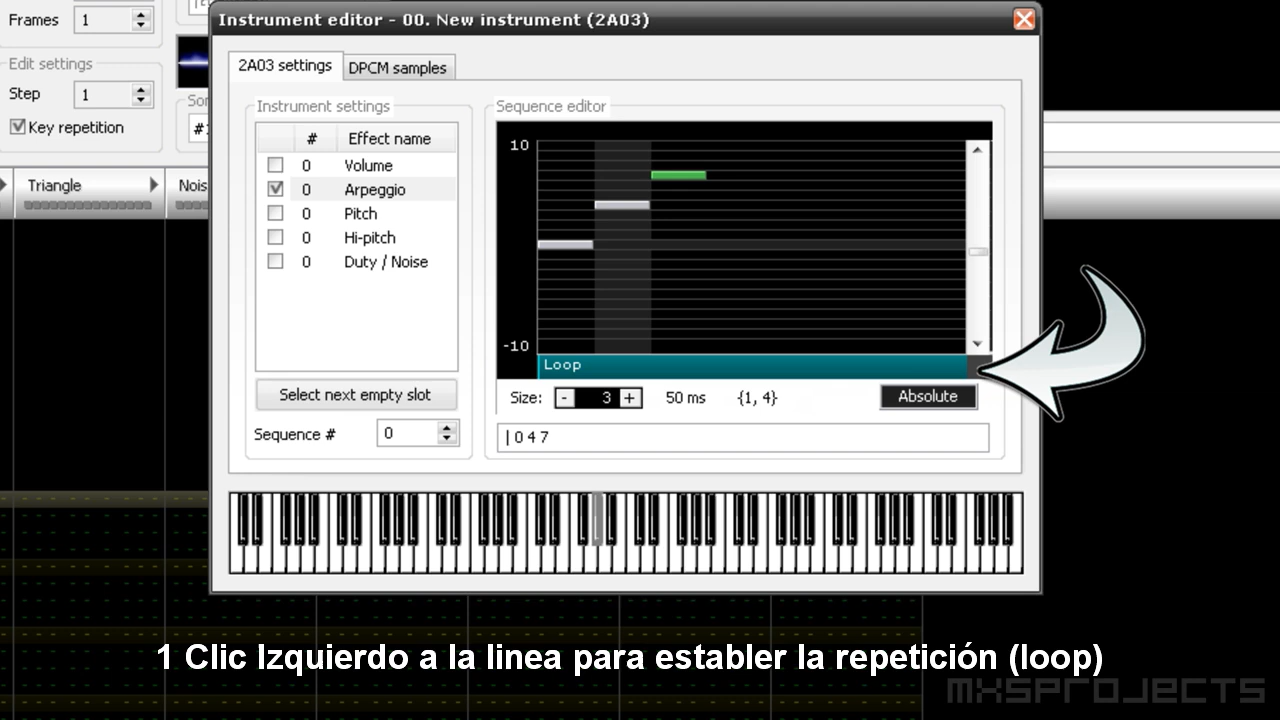 Instrument editor - 00. New instrument (2A03)
Frames 1
Edit settings
Step 1
Key repetition
Triangle
Nois
2A03 settings
DPCM samples
Instrument settings
# Effect name
0 Volume
0 Arpeggio
0 Pitch
0 Hi-pitch
0 Duty / Noise
Select next empty slot
Sequence # 0
Sequence editor
10
-10
Loop
Size: - 3 + 50 ms {1, 4} Absolute
| 0 4 7
1 Clic Izquierdo a la linea para establer la repetición (loop)
MXSPROJECTS